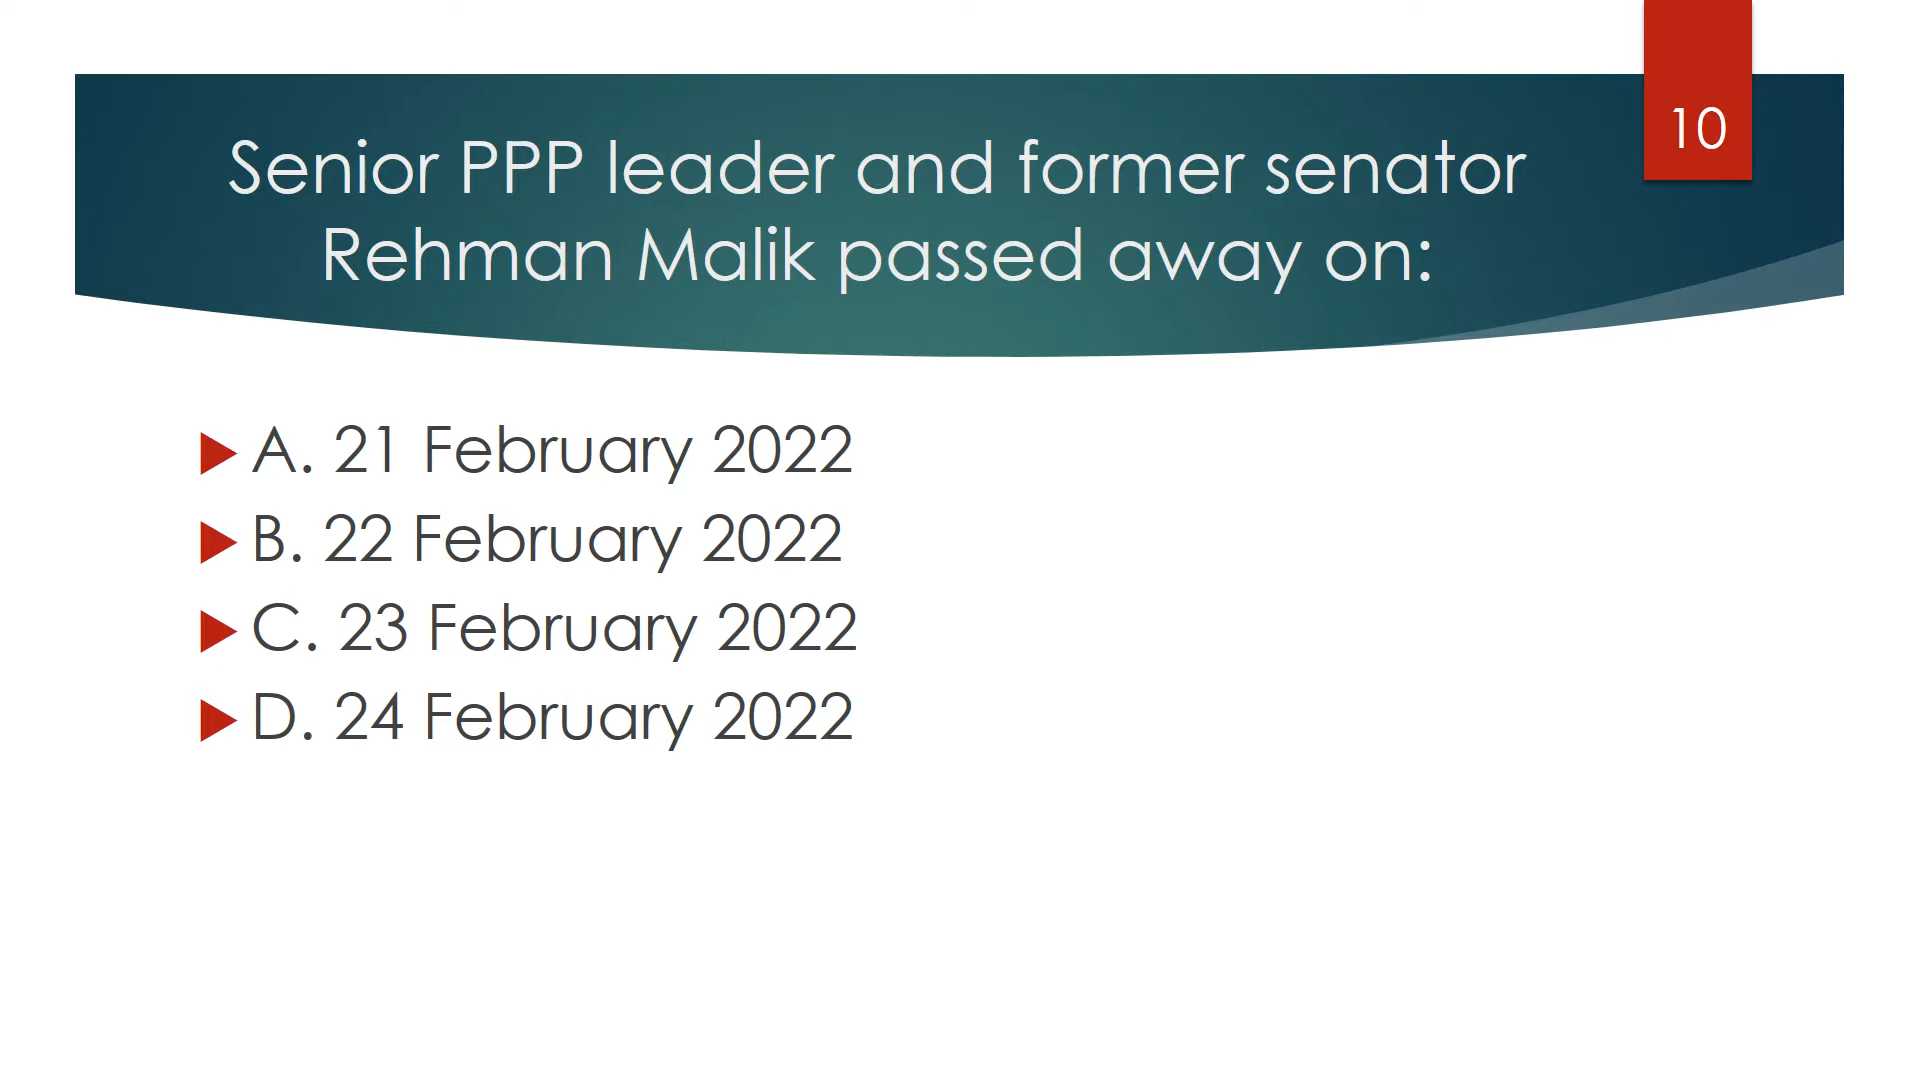 10
Senior PPP leader and former senator
Rehman Malik passed away on:
A. 21 February 2022
B. 22 February 2022
C. 23 February 2022
D. 24 February 2022